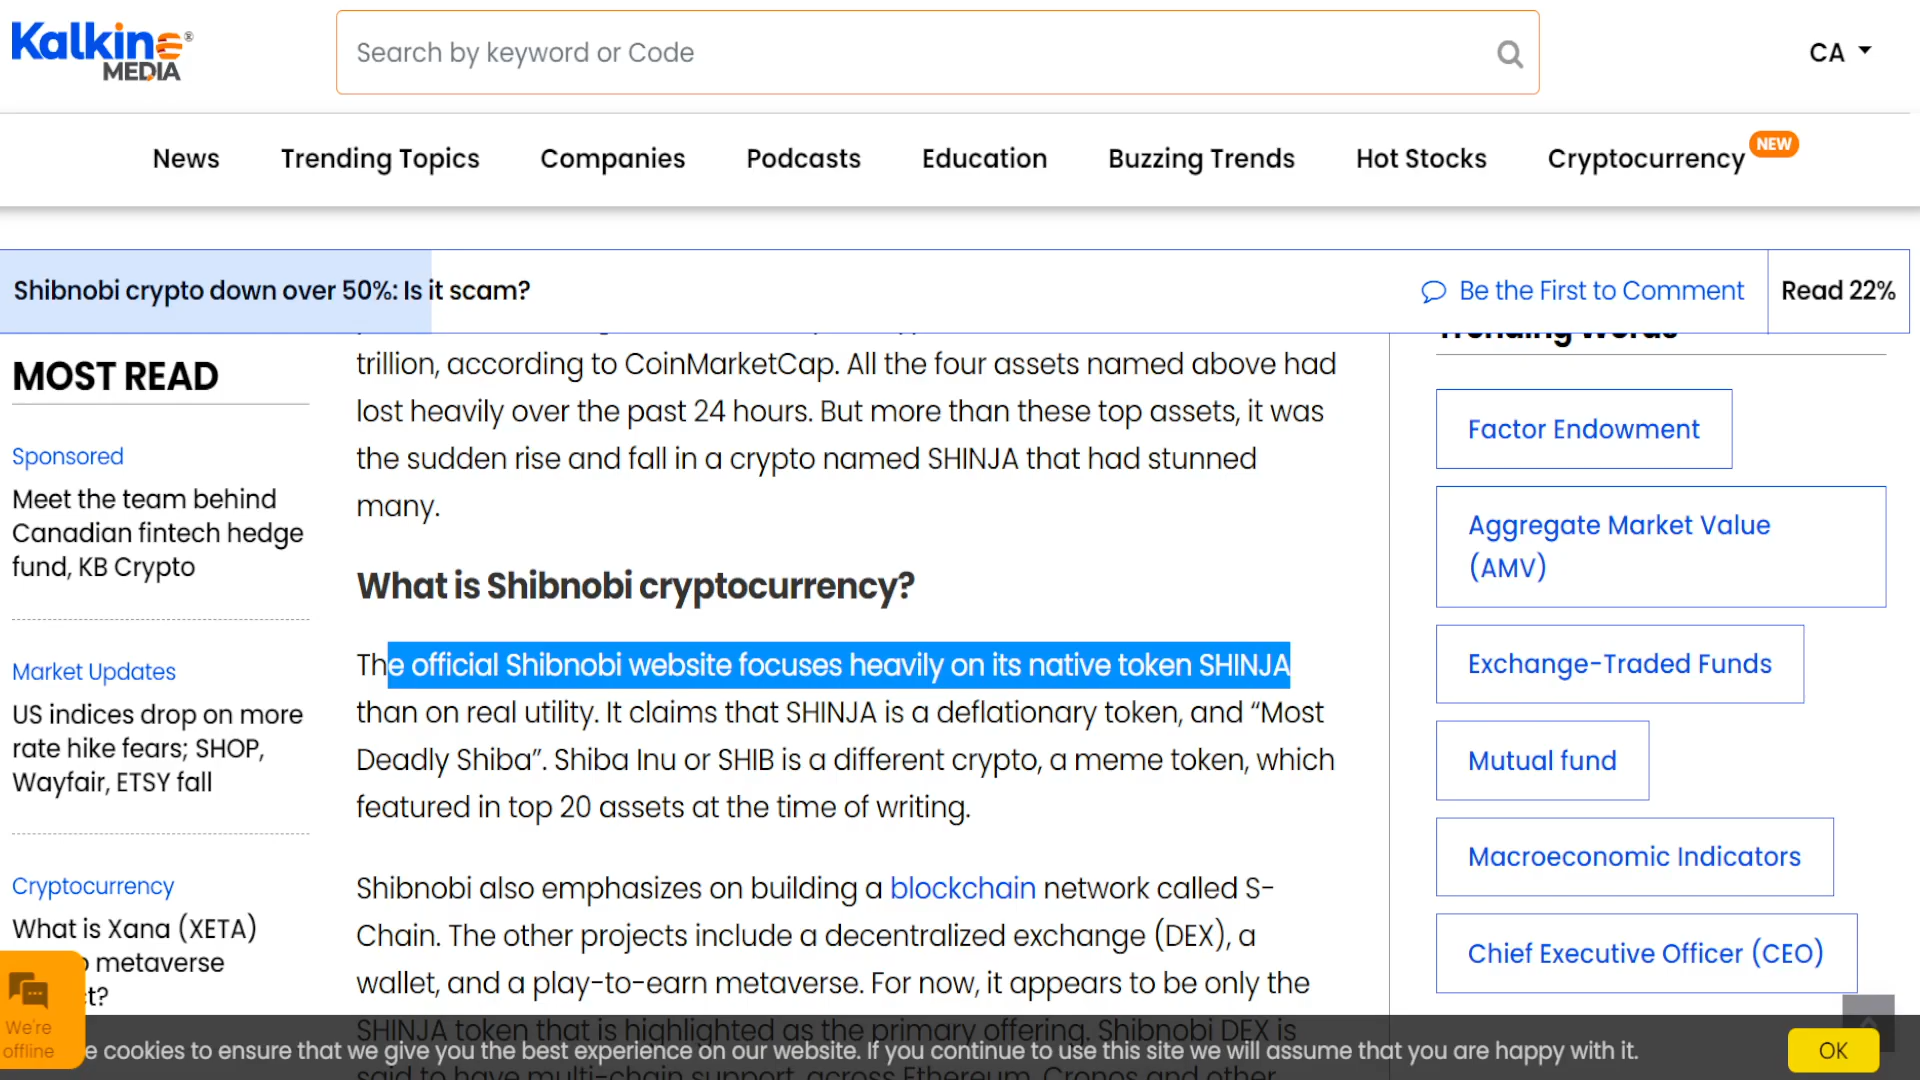 Kalkine®
MEDIA
Search by keyword or Code
CA
News
Trending Topics
Companies
Podcasts
Education
Buzzing Trends
Hot Stocks
Cryptocurrency
NEW
Shibnobi crypto down over 50%: Is it scam?
Be the First to Comment
Read 22%
MOST READ
Sponsored
Meet the team behind
Canadian fintech hedge
fund, KB Crypto
Market Updates
US indices drop on more
rate hike fears; SHOP,
Wayfair, ETSY fall
Cryptocurrency
What is Xana (XETA)
metaverse
trillion, according to CoinMarketCap. All the four assets named above had
lost heavily over the past 24 hours. But more than these top assets, it was
the sudden rise and fall in a crypto named SHINJA that had stunned
many.
What is Shibnobi cryptocurrency?
The official Shibnobi website focuses heavily on its native token SHINJA
than on real utility. It claims that SHINJA is a deflationary token, and “Most
Deadly Shiba”. Shiba Inu or SHIB is a different crypto, a meme token, which
featured in top 20 assets at the time of writing.
Shibnobi also emphasizes on building a blockchain network called S-
Chain. The other projects include a decentralized exchange (DEX), a
wallet, and a play-to-earn metaverse. For now, it appears to be only the
SHINJA token that is highlighted as the primary offering. Shibnobi DEX is
said to have multi-chain support, across Ethereum, Cronos and other
Trending Words
Factor Endowment
Aggregate Market Value
(AMV)
Exchange-Traded Funds
Mutual fund
Macroeconomic Indicators
Chief Executive Officer (CEO)
We're
offline
cookies to ensure that we give you the best experience on our website. If you continue to use this site we will assume that you are happy with it.
OK